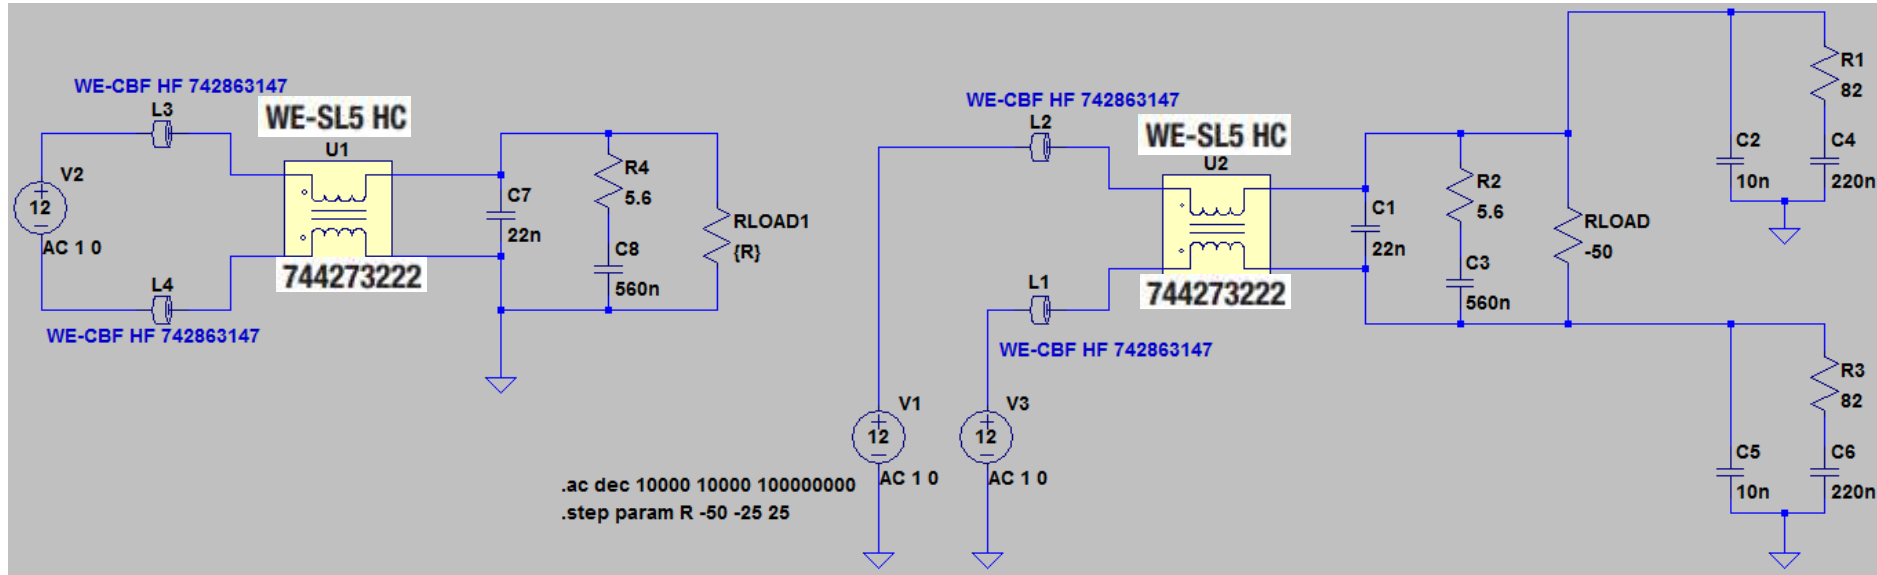 WE-CBF HF 742863147
L3
WE-SL5 HC
U1
V2
12
AC 1 0
C7
22n
R4
5.6
C8
560n
RLOAD1
{R}
L4
744273222
WE-CBF HF 742863147
WE-CBF HF 742863147
L2
WE-SL5 HC
U2
C1
22n
R2
5.6
C3
560n
RLOAD
-50
L1
744273222
WE-CBF HF 742863147
V1
12
AC 1 0
V3
12
AC 1 0
C2
10n
R1
82
C4
220n
C5
10n
R3
82
C6
220n
.ac dec 10000 10000 100000000
.step param R -50 -25 25